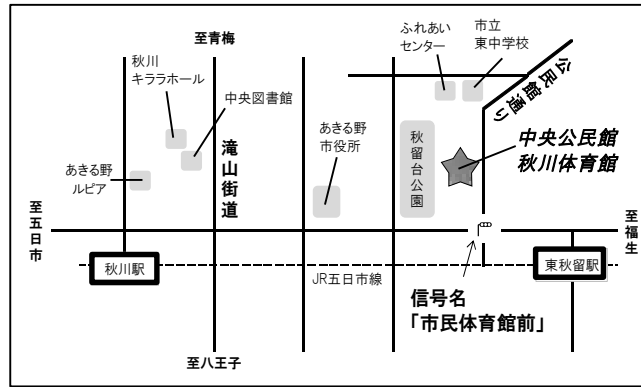 至青梅
ふれあい
センター
市立
東中学校
公民館通り
秋川
キララホール
中央図書館
滝山街道
あきる野
市役所
秋留台公園
中央公民館
秋川体育館
あきる野
ルピア
至五日市
至福生
秋川駅
JR五日市線
東秋留駅
信号名
「市民体育館前」
至八王子